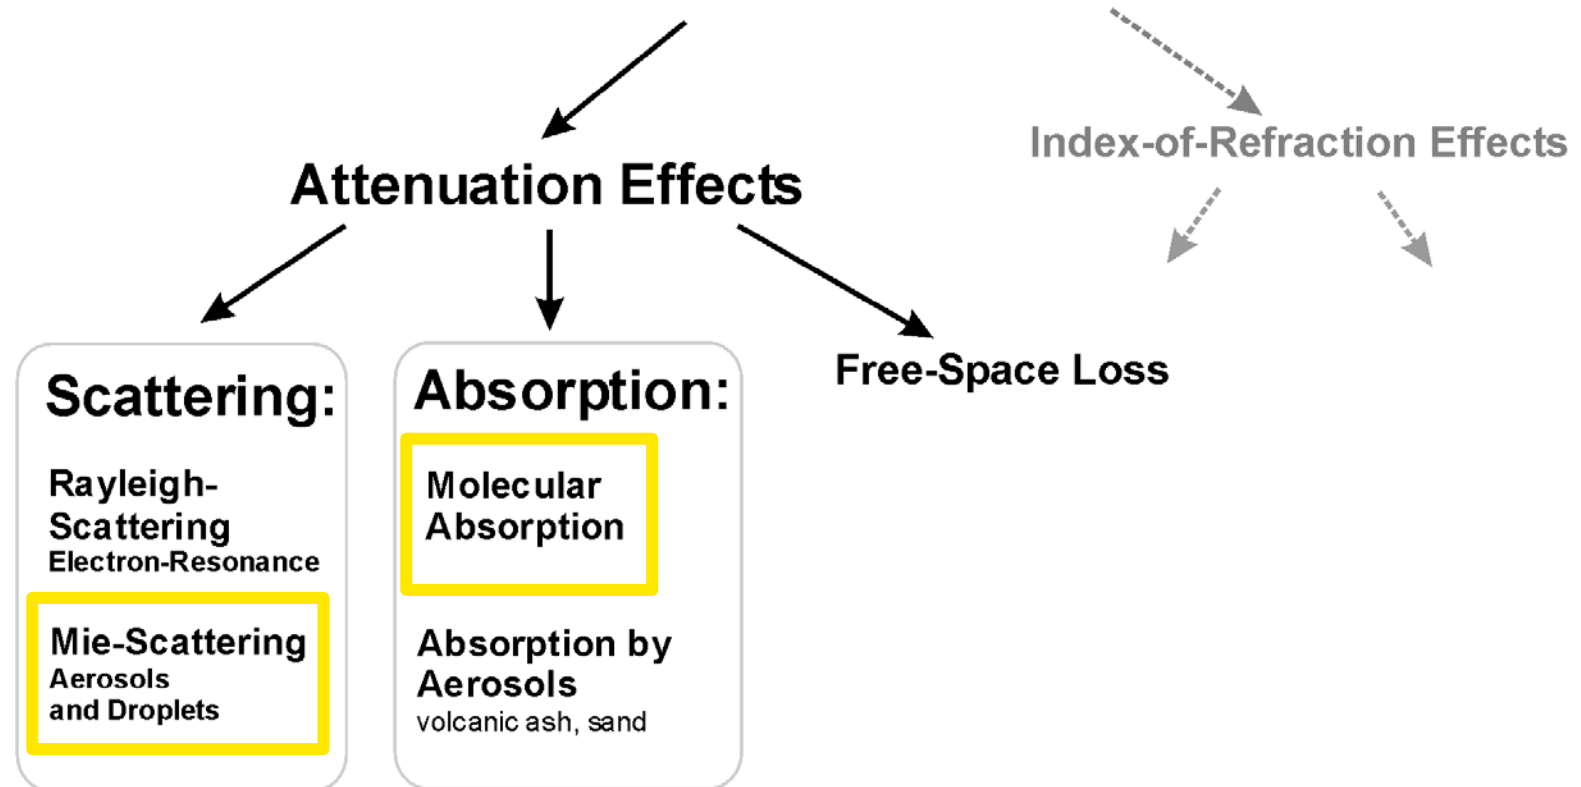 Index-of-Refraction Effects
Attenuation Effects
Scattering:
Rayleigh-
Scattering
Electron-Resonance
Mie-Scattering
Aerosols
and Droplets
Absorption:
Molecular
Absorption
Absorption by
Aerosols
volcanic ash, sand
Free-Space Loss